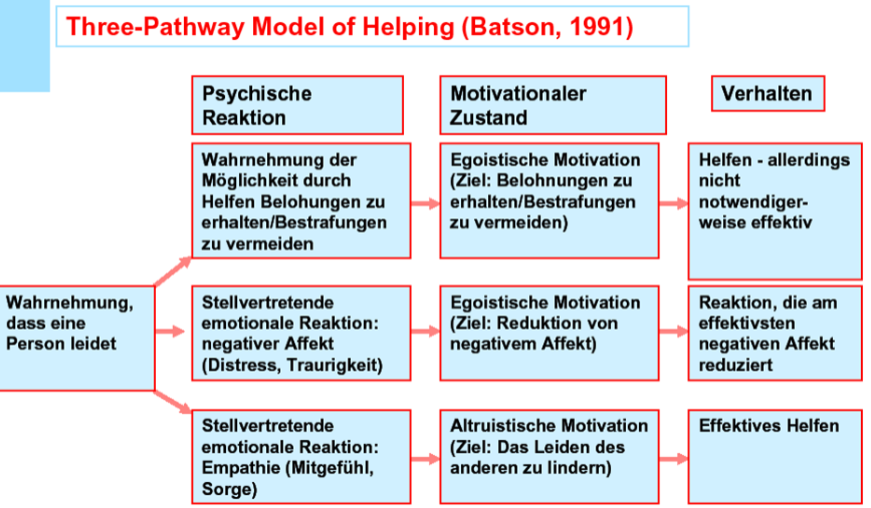 Three-Pathway Model of Helping (Batson, 1991)
Psychische
Reaktion
Motivationaler
Zustand
Verhalten
Wahrnehmung der
Möglichkeit durch
Helfen Belohungen zu
erhalten/Bestrafungen
zu vermeiden
Egoistische Motivation
(Ziel: Belohnungen zu
erhalten/Bestrafungen
zu vermeiden)
Helfen - allerdings
nicht
notwendiger-
weise effektiv
Wahrnehmung,
dass eine
Person leidet
Stellvertretende
emotionale Reaktion:
negativer Affekt
(Distress, Traurigkeit)
Egoistische Motivation
(Ziel: Reduktion von
negativem Affekt)
Reaktion, die am
effektivsten
negativen Affekt
reduziert
Stellvertretende
emotionale Reaktion:
Empathie (Mitgefühl,
Sorge)
Altruistische Motivation
(Ziel: Das Leiden des
anderen zu lindern)
Effektives Helfen